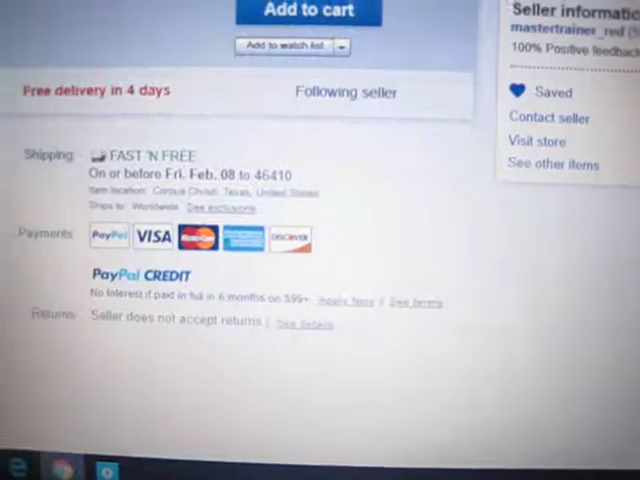 Add to cart
Add to watch list
Free delivery in 4 days
Following seller
Shipping:
FAST 'N FREE
On or before Fri. Feb. 08 to 46410
Item location: Corpus Christi, Texas, United States
Ships to: Worldwide See exclusions
Payments:
PayPal VISA MasterCard DISCOVER
PayPal CREDIT
No Interest if paid in full in 6 months on $99+ Apply Now | See terms
Returns:
Seller does not accept returns | See details
Seller informatio
mastertrainer_red
100% Positive feedback
Saved
Contact seller
Visit store
See other items